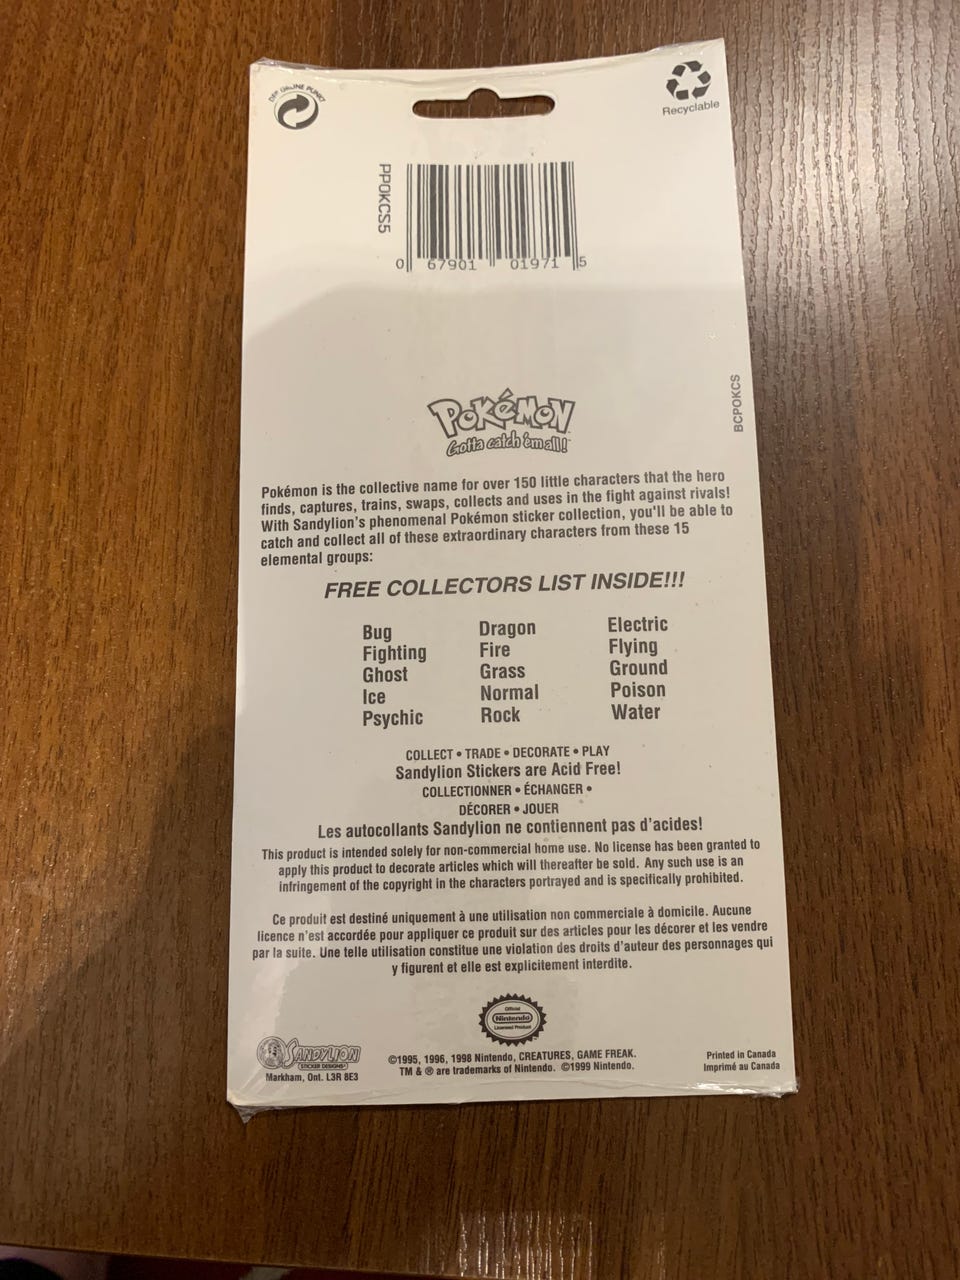 DER GRÜNE PUNKT
Recyclable
PPOKCS5
0 67901 01971 5
BCPOKCS
POKéMON
Gotta catch 'em all!
Pokémon is the collective name for over 150 little characters that the hero
finds, captures, trains, swaps, collects and uses in the fight against rivals!
With Sandylion's phenomenal Pokémon sticker collection, you'll be able to
catch and collect all of these extraordinary characters from these 15
elemental groups:
FREE COLLECTORS LIST INSIDE!!!
Bug Dragon Electric
Fighting Fire Flying
Ghost Grass Ground
Ice Normal Poison
Psychic Rock Water
COLLECT • TRADE • DECORATE • PLAY
Sandylion Stickers are Acid Free!
COLLECTIONNER • ÉCHANGER •
DÉCORER • JOUER
Les autocollants Sandylion ne contiennent pas d'acides!
This product is intended solely for non-commercial home use. No license has been granted to
apply this product to decorate articles which will thereafter be sold. Any such use is an
infringement of the copyright in the characters portrayed and is specifically prohibited.
Ce produit est destiné uniquement à une utilisation non commerciale à domicile. Aucune
licence n'est accordée pour appliquer ce produit sur des articles pour les décorer et les vendre
par la suite. Une telle utilisation constitue une violation des droits d'auteur des personnages qui
y figurent et elle est explicitement interdite.
Official
Nintendo
Licensed Product
SANDYLION
STICKER DESIGNS
Markham, Ont. L3R 8E3
©1995, 1996, 1998 Nintendo, CREATURES, GAME FREAK.
TM & ® are trademarks of Nintendo. ©1999 Nintendo.
Printed in Canada
Imprimé au Canada